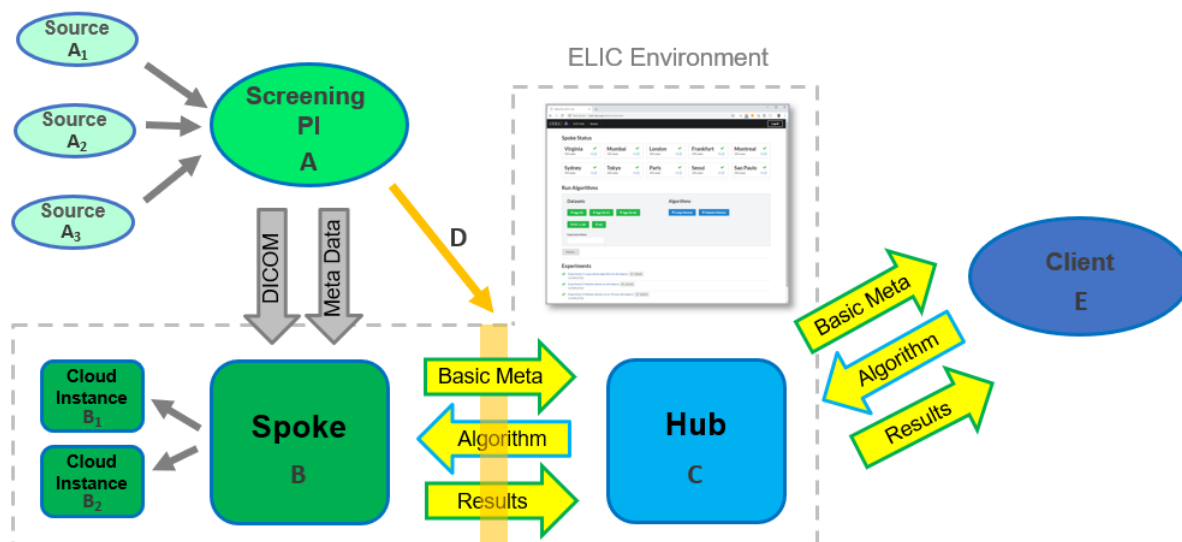 Source
A1
Source
A2
Source
A3
Screening
PI
A
ELIC Environment
DICOM
Meta Data
D
Spoke Status
Virginia Mumbai London Frankfurt Montreal
Sydney Tokyo Paris Seoul Sao Paulo
Run Algorithms
Datasets Algorithms
Experiments
Client
E
Basic Meta
Algorithm
Results
Cloud
Instance
B1
Cloud
Instance
B2
Spoke
B
Basic Meta
Algorithm
Results
Hub
C